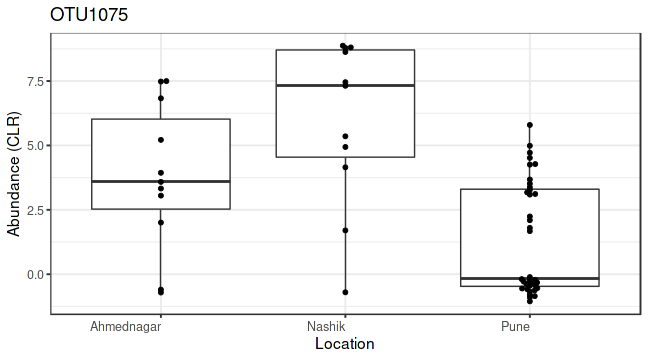 OTU1075
Abundance (CLR)
7.5
5.0
2.5
0.0
Ahmednagar Nashik Pune
Location